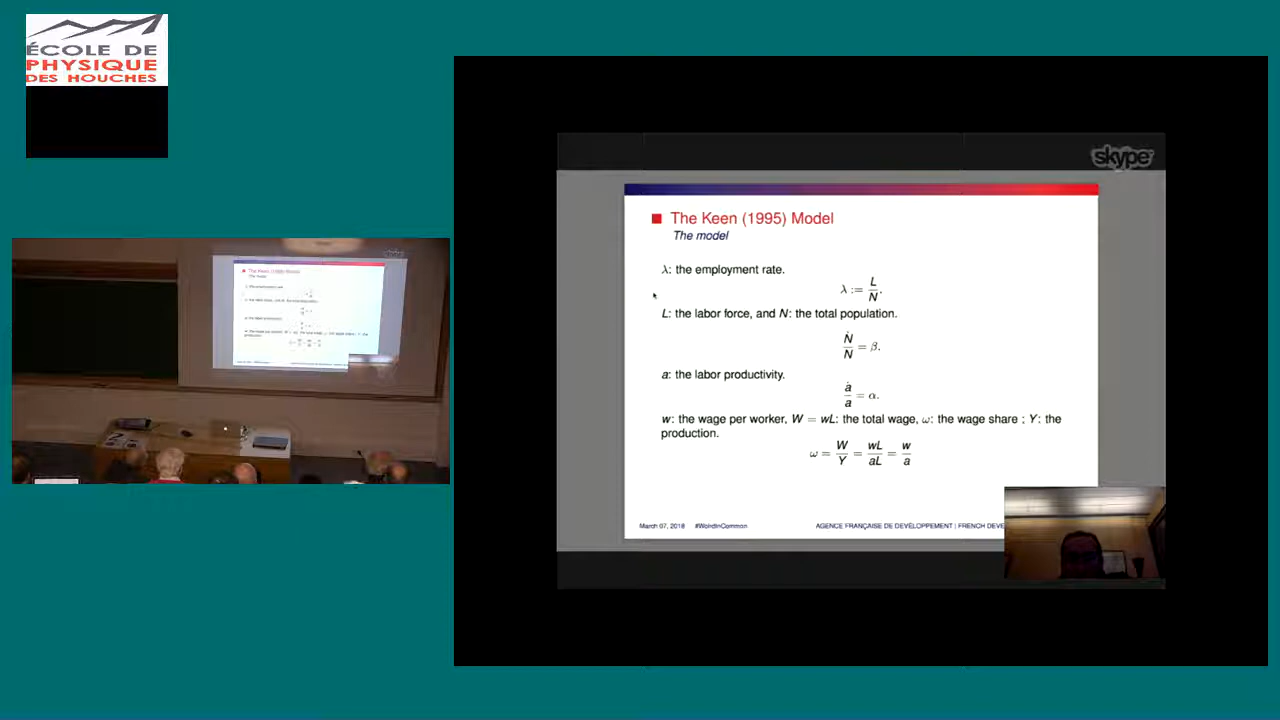 ÉCOLE DE
PHYSIQUE
DES HOUCHES
skype
The Keen (1995) Model
The model
λ: the employment rate.
λ := L/N.
L: the labor force, and N: the total population.
Ṅ/N = β.
a: the labor productivity.
ȧ/a = α.
w: the wage per worker, W = wL: the total wage, ω: the wage share ; Y: the
production.
ω = W/Y = wL/aL = w/a
March 07, 2018 #WorldInCommon AGENCE FRANÇAISE DE DÉVELOPPEMENT | FRENCH DEVE